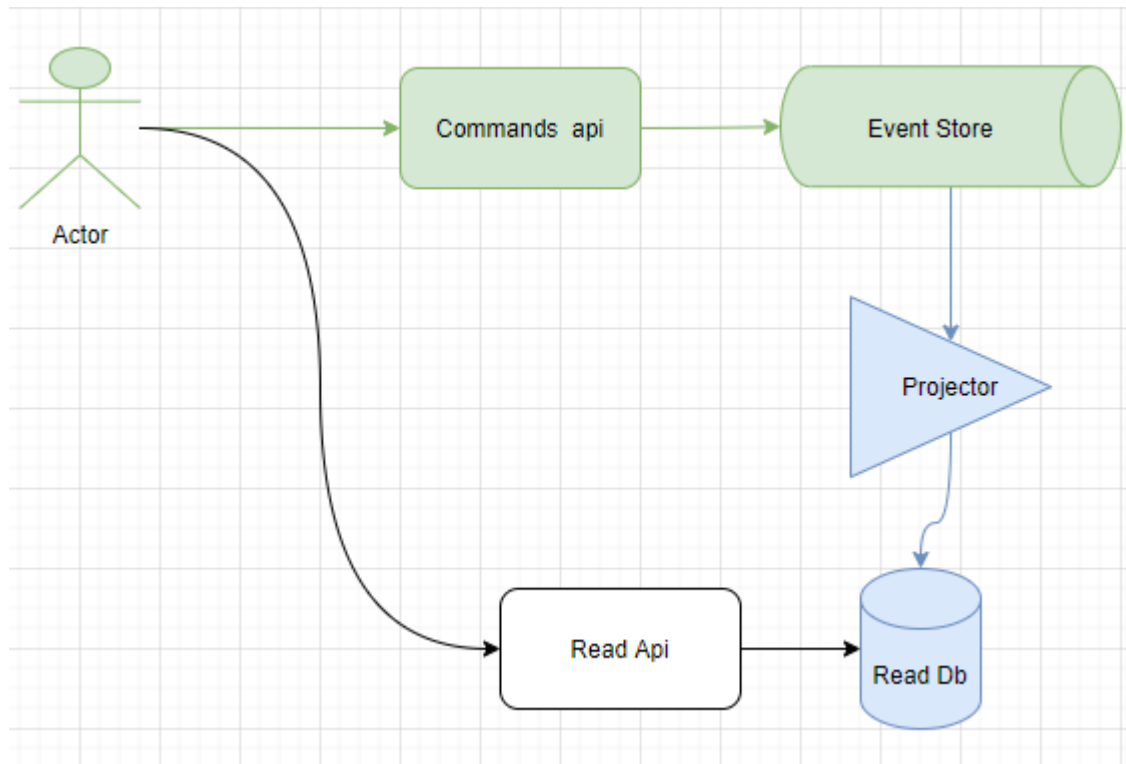 Commands  api
Event Store
Actor
Projector
Read Api
Read Db